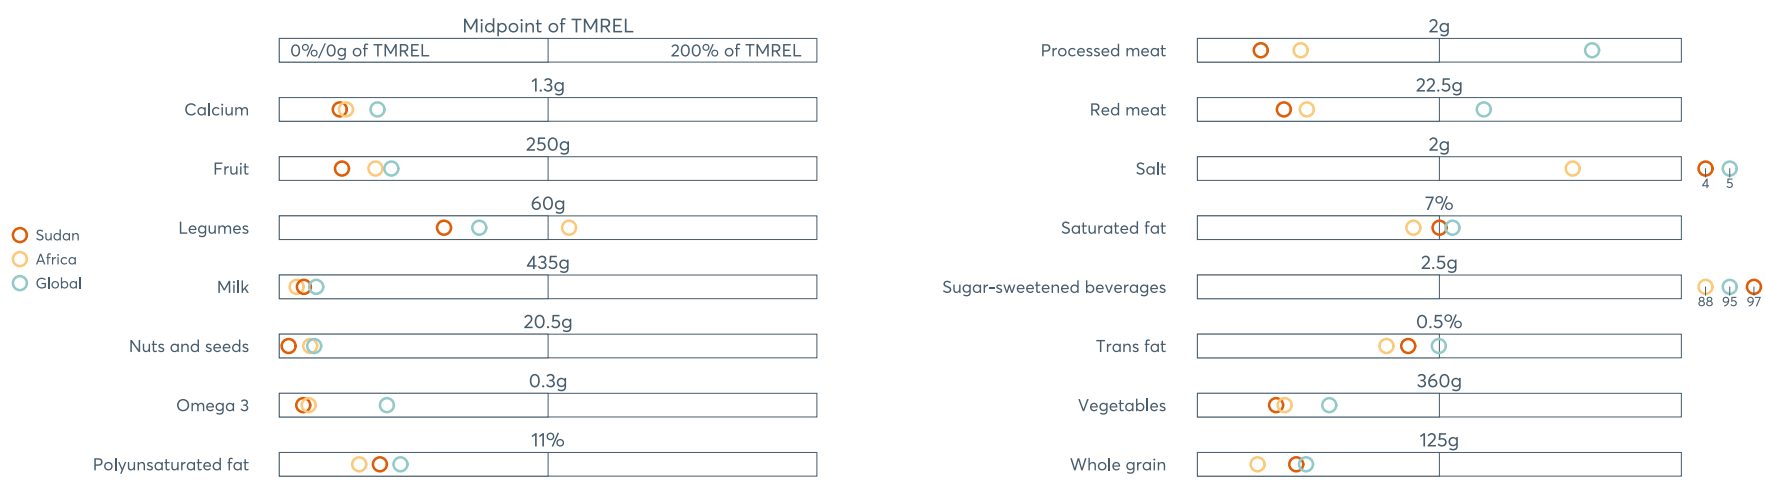 Midpoint of TMREL
0%/0g of TMREL 200% of TMREL
1.3g
Calcium
250g
Fruit
60g
Legumes
435g
Milk
20.5g
Nuts and seeds
0.3g
Omega 3
11%
Polyunsaturated fat
Sudan
Africa
Global
2g
Processed meat
22.5g
Red meat
2g
Salt
4 5
7%
Saturated fat
2.5g
Sugar-sweetened beverages
88 95 97
0.5%
Trans fat
360g
Vegetables
125g
Whole grain